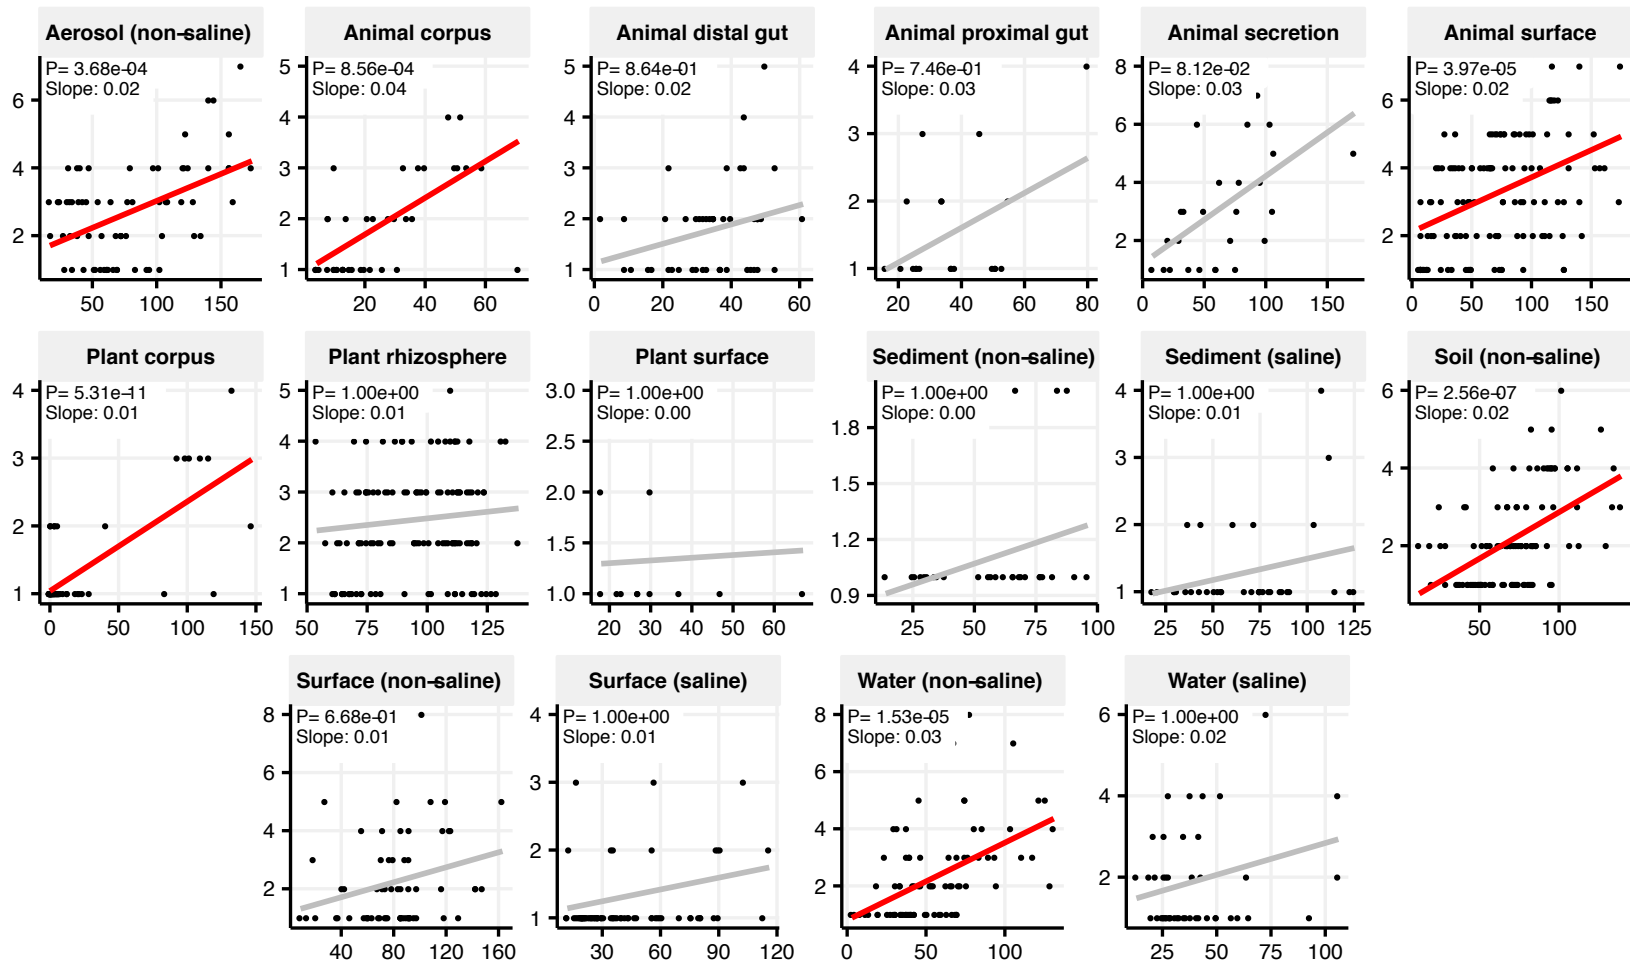 Aerosol (non-saline)
Animal corpus
Animal distal gut
Animal proximal gut
Animal secretion
Animal surface
P= 3.68e-04
Slope: 0.02
6
4
2
50
100
150
P= 8.56e-04
Slope: 0.04
5
4
3
2
1
20
40
60
P= 8.64e-01
Slope: 0.02
5
4
3
2
1
0
20
40
60
P= 7.46e-01
Slope: 0.03
4
3
2
1
20
40
60
80
P= 8.12e-02
Slope: 0.03
8
6
4
2
0
50
100
150
P= 3.97e-05
Slope: 0.02
6
4
2
0
50
100
150
Plant corpus
Plant rhizosphere
Plant surface
Sediment (non-saline)
Sediment (saline)
Soil (non-saline)
P= 5.31e-11
Slope: 0.01
4
3
2
1
0
50
100
150
P= 1.00e+00
Slope: 0.01
5
4
3
2
1
50
75
100
125
P= 1.00e+00
Slope: 0.00
3.0
2.5
2.0
1.5
1.0
20
30
40
50
60
P= 1.00e+00
Slope: 0.00
1.8
1.5
1.2
0.9
25
50
75
100
P= 1.00e+00
Slope: 0.01
4
3
2
1
25
50
75
100
125
P= 2.56e-07
Slope: 0.02
6
4
2
50
100
Surface (non-saline)
Surface (saline)
Water (non-saline)
Water (saline)
P= 6.68e-01
Slope: 0.01
8
6
4
2
40
80
120
160
P= 1.00e+00
Slope: 0.01
4
3
2
1
30
60
90
120
P= 1.53e-05
Slope: 0.03
8
6
4
2
0
50
100
P= 1.00e+00
Slope: 0.02
6
4
2
25
50
75
100